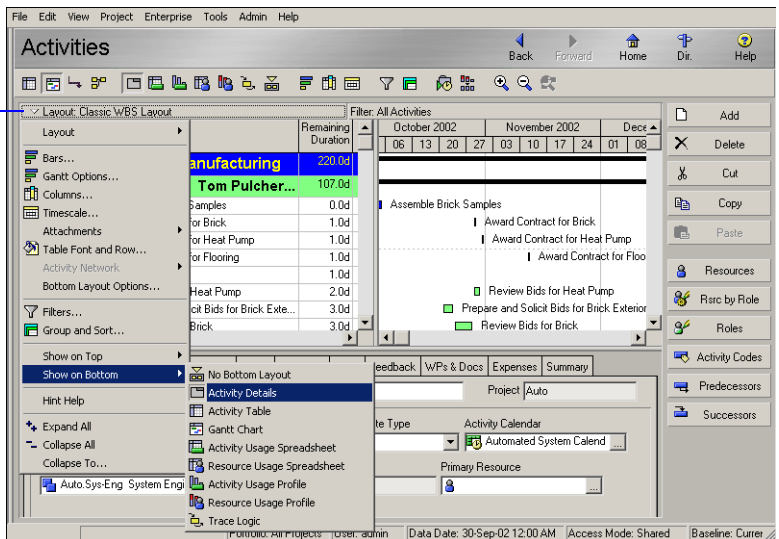 File Edit View Project Enterprise Tools Admin Help
Activities
Back Forward Home Dir. Help
Layout: Classic WBS Layout Filter: All Activities
Remaining Duration
October 2002 November 2002 Dece
06 13 20 27 03 10 17 24 01 08
anufacturing 220.0d
Tom Pulcher... 107.0d
Samples 0.0d Assemble Brick Samples
for Brick 1.0d Award Contract for Brick
for Heat Pump 1.0d Award Contract for Heat Pump
for Flooring 1.0d Award Contract for Floo
1.0d
Heat Pump 2.0d Review Bids for Heat Pump
cit Bids for Brick Exte... 3.0d Prepare and Solicit Bids for Brick Exterior
Brick 3.0d Review Bids for Brick
Layout
Bars...
Gantt Options...
Columns...
Timescale...
Attachments
Table Font and Row...
Activity Network
Bottom Layout Options...
Filters...
Group and Sort...
Show on Top
Show on Bottom
Hint Help
Expand All
Collapse All
Collapse To...
No Bottom Layout
Activity Details
Activity Table
Gantt Chart
Activity Usage Spreadsheet
Resource Usage Spreadsheet
Activity Usage Profile
Resource Usage Profile
Trace Logic
Add
Delete
Cut
Copy
Paste
Resources
Rsrc by Role
Roles
Activity Codes
Predecessors
Successors
eedback WPs & Docs Expenses Summary
Project Auto
te Type Activity Calendar
Automated System Calend ...
Primary Resource
...
Auto.Sys-Eng System Engi
Portfolio: All Projects User: admin Data Date: 30-Sep-02 12:00 AM Access Mode: Shared Baseline: Currer